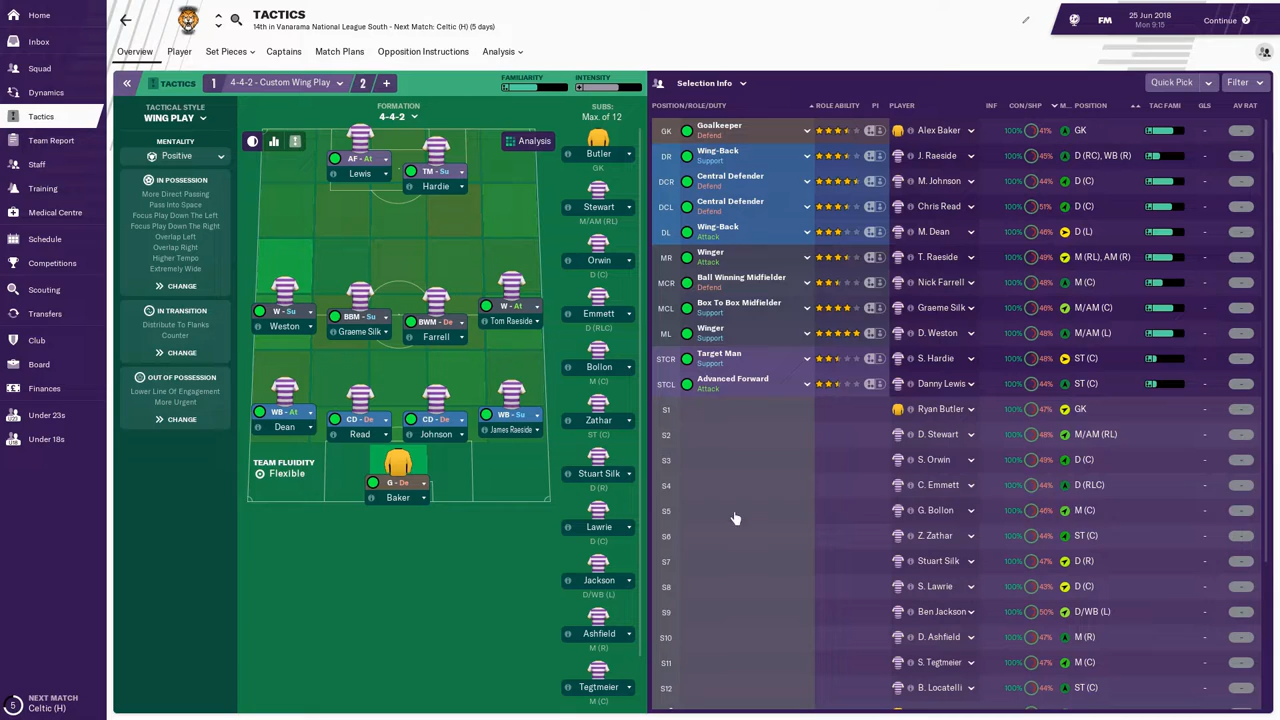 Home
Inbox
Squad
Dynamics
Tactics
Team Report
Staff
Training
Medical Centre
Schedule
Competitions
Scouting
Transfers
Club
Board
Finances
Under 23s
Under 18s
5
NEXT MATCH
Celtic (H)
TACTICS
14th in Vanarama National League South - Next Match: Celtic (H) (5 days)
FM
25 Jun 2018
Mon 9:15
Continue
Overview Player Set Pieces Captains Match Plans Opposition Instructions Analysis
TACTICS 1 4-4-2 - Custom Wing Play 2 +
FAMILIARITY
INTENSITY
TACTICAL STYLE
WING PLAY
MENTALITY
Positive
IN POSSESSION
More Direct Passing
Pass Into Space
Focus Play Down The Left
Focus Play Down The Right
Overlap Left
Overlap Right
Higher Tempo
Extremely Wide
CHANGE
IN TRANSITION
Distribute To Flanks
Counter
CHANGE
OUT OF POSSESSION
Lower Line Of Engagement
More Urgent
CHANGE
FORMATION
4-4-2
Analysis
AF - At
Lewis
TM - Su
Hardie
W - Su
Weston
BBM - Su
Graeme Silk
BWM - De
Farrell
W - At
Tom Raeside
WB - At
Dean
CD - De
Read
CD - De
Johnson
WB - Su
James Raeside
G - De
Baker
TEAM FLUIDITY
Flexible
SUBS:
Max. of 12
Butler
GK
Stewart
M/AM (RL)
Orwin
D (C)
Emmett
D (RLC)
Bollon
M (C)
Zathar
ST (C)
Stuart Silk
D (R)
Lawrie
D (C)
Jackson
D/WB (L)
Ashfield
M (R)
Tegtmeier
M (C)
Selection Info
Quick Pick
Filter
POSITION/ROLE/DUTY ROLE ABILITY PI PLAYER INF CON/SHP M... POSITION TAC FAMI GLS AV RAT
GK Goalkeeper Defend Alex Baker 100% 41% GK - -
DR Wing-Back Support J. Raeside 100% 45% D (RC), WB (R) - -
DCR Central Defender Defend M. Johnson 100% 44% D (C) - -
DCL Central Defender Defend Chris Read 100% 51% D (C) - -
DL Wing-Back Attack M. Dean 100% 46% D (L) - -
MR Winger Attack T. Raeside 100% 49% M (RL), AM (R) - -
MCR Ball Winning Midfielder Defend Nick Farrell 100% 48% M (C) - -
MCL Box To Box Midfielder Support Graeme Silk 100% 46% M/AM (C) - -
ML Winger Support D. Weston 100% 48% M/AM (L) - -
STCR Target Man Support S. Hardie 100% 48% ST (C) - -
STCL Advanced Forward Attack Danny Lewis 100% 44% ST (C) - -
S1 Ryan Butler 100% 47% GK - -
S2 D. Stewart 100% 48% M/AM (RL) - -
S3 S. Orwin 100% 49% D (C) - -
S4 C. Emmett 100% 44% D (RLC) - -
S5 G. Bollon 100% 46% M (C) - -
S6 Z. Zathar 100% 44% ST (C) - -
S7 Stuart Silk 100% 47% D (R) - -
S8 S. Lawrie 100% 43% D (C) - -
S9 Ben Jackson 100% 50% D/WB (L) - -
S10 D. Ashfield 100% 47% M (R) - -
S11 S. Tegtmeier 100% 47% M (C) - -
S12 B. Locatelli 100% 44% ST (C) - -